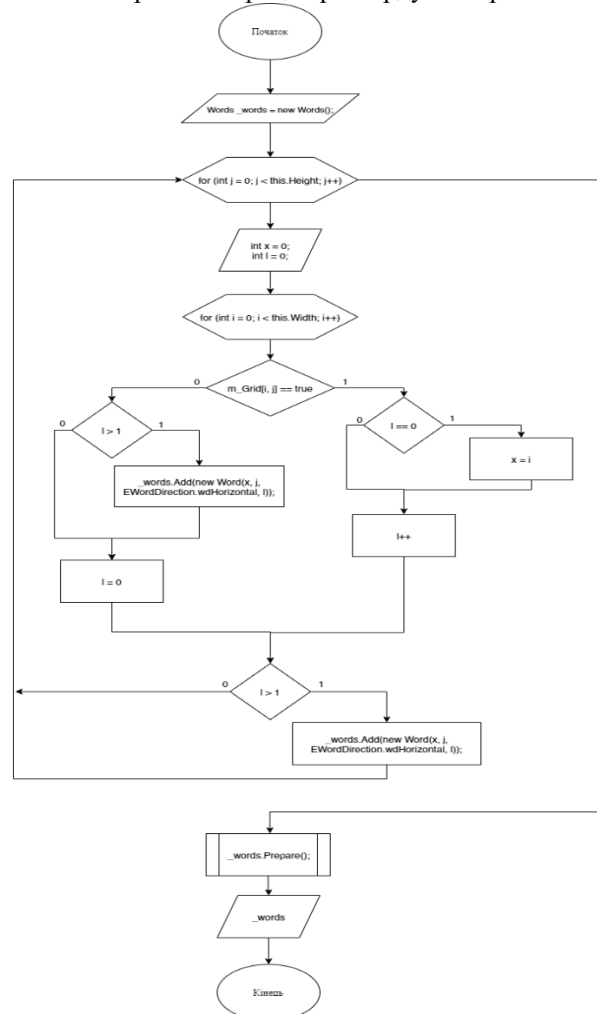 Початок
Words _words = new Words();
for (int j = 0; j < this.Height; j++)
int x = 0;
int l = 0;
for (int i = 0; i < this.Width; i++)
0
m_Grid[i, j] == true
1
0
l > 1
1
0
l == 0
1
_words.Add(new Word(x, j,
EWordDirection.wdHorizontal, l));
x = i
l++
l = 0
0
l > 1
1
_words.Add(new Word(x, j,
EWordDirection.wdHorizontal, l));
_words.Prepare();
_words
Кінець